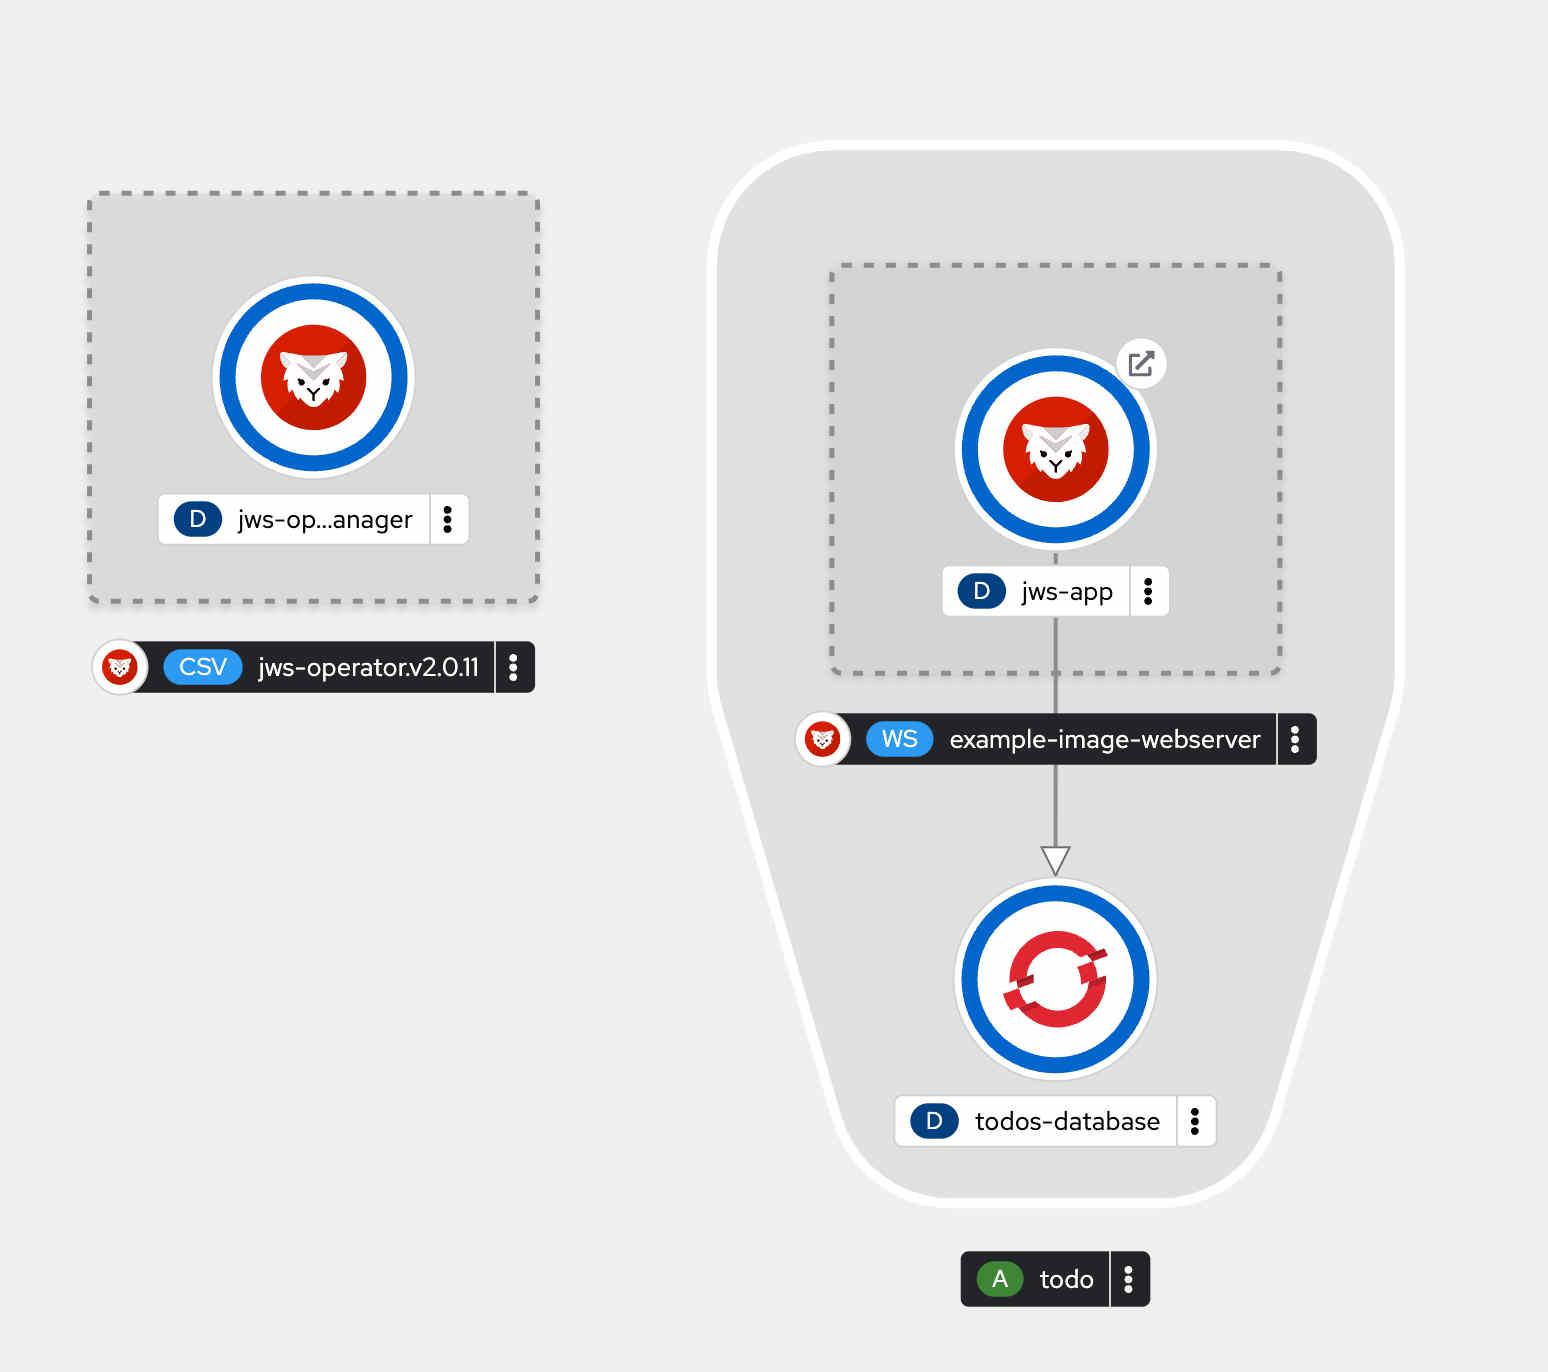 D jws-op...anager
CSV jws-operator.v2.0.11
D jws-app
WS example-image-webserver
D todos-database
A todo